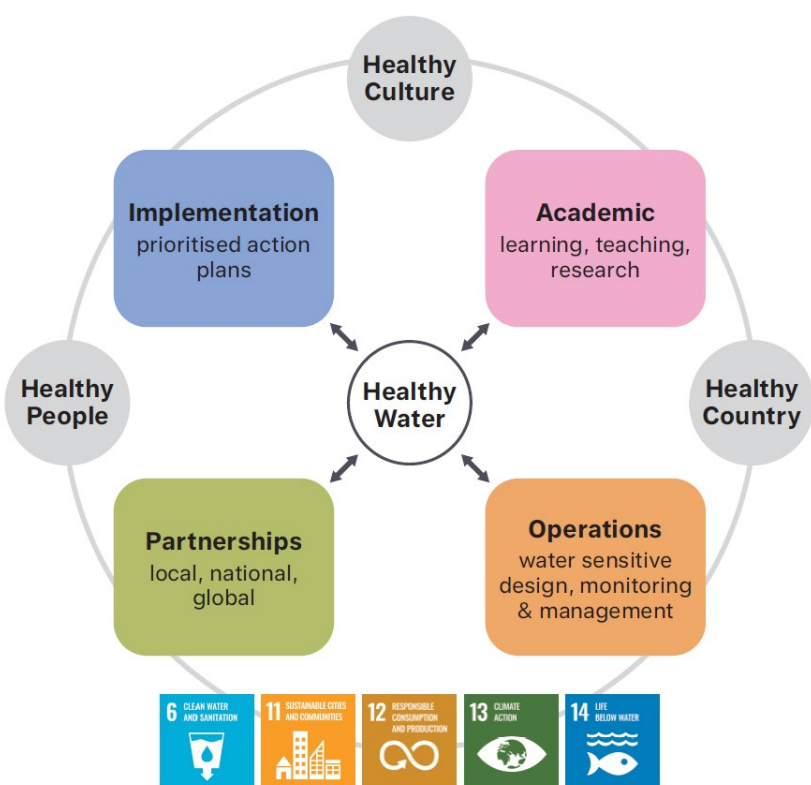 Healthy
Culture
Implementation
prioritised action
plans
Academic
learning, teaching,
research
Healthy
People
Healthy
Water
Healthy
Country
Partnerships
local, national,
global
Operations
water sensitive
design, monitoring
& management
6 CLEAN WATER
AND SANITATION
11 SUSTAINABLE CITIES
AND COMMUNITIES
12 RESPONSIBLE
CONSUMPTION
AND PRODUCTION
13 CLIMATE
ACTION
14 LIFE
BELOW WATER